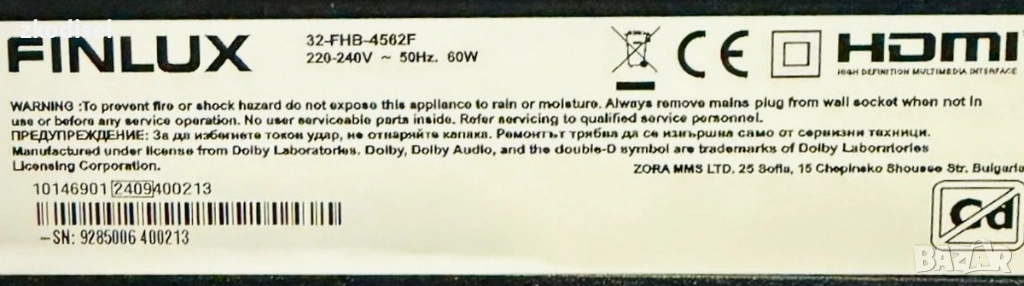 FINLUX
32-FHB-4562F
220-240V ~ 50Hz. 60W
CE
HDMI
HIGH DEFINITION MULTIMEDIA INTERFACE
WARNING :To prevent fire or shock hazard do not expose this appliance to rain or moisture. Always remove mains plug from wall socket when not in
use or before any service operation. No user serviceable parts inside. Refer servicing to qualified service personnel.
ПРЕДУПРЕЖДЕНИЕ: За да избегнете токов удар, не отваряйте капака. Ремонтът трябва да се извършва само от сервизни техници.
Manufactured under license from Dolby Laboratories. Dolby, Dolby Audio, and the double-D symbol are trademarks of Dolby Laboratories
Licensing Corporation.
ZORA MMS LTD. 25 Sofia, 15 Chepinsko Shousse Str. Bulgaria
10146901 2409 400213
-SN: 9285006 400213
Cd
BAZAR